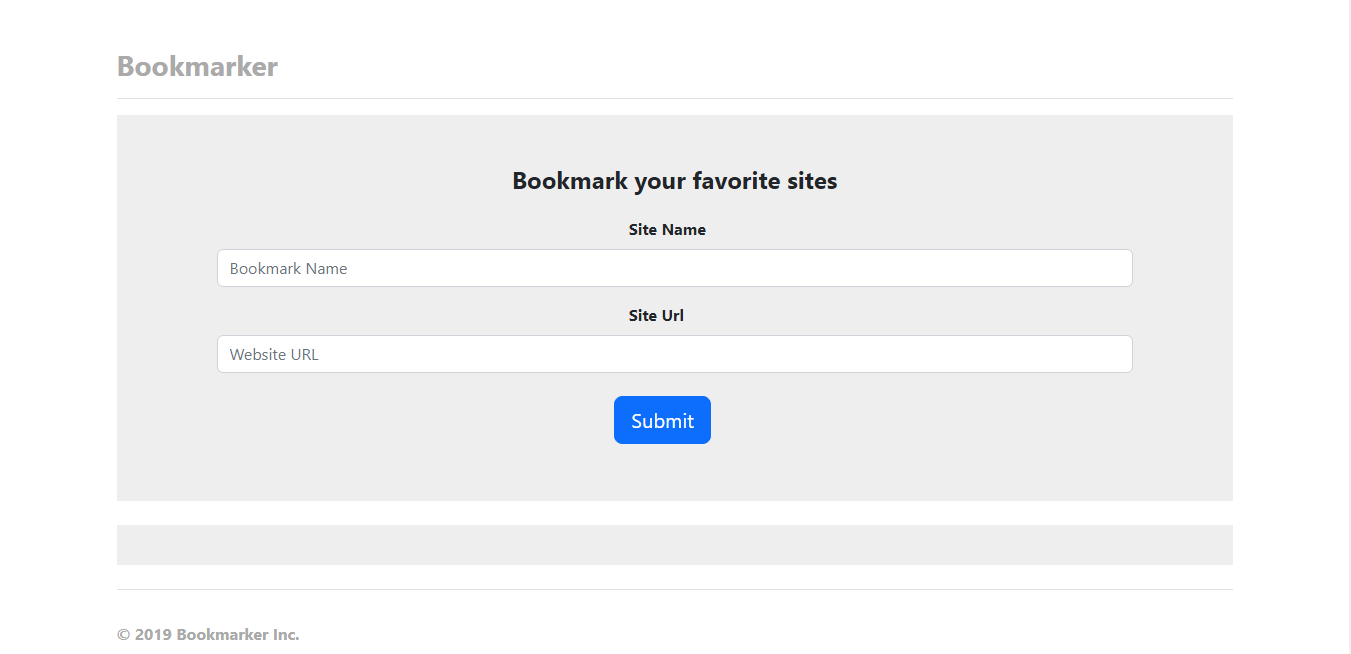 Bookmarker
Bookmark your favorite sites
Site Name
Bookmark Name
Site Url
Website URL
Submit
© 2019 Bookmarker Inc.